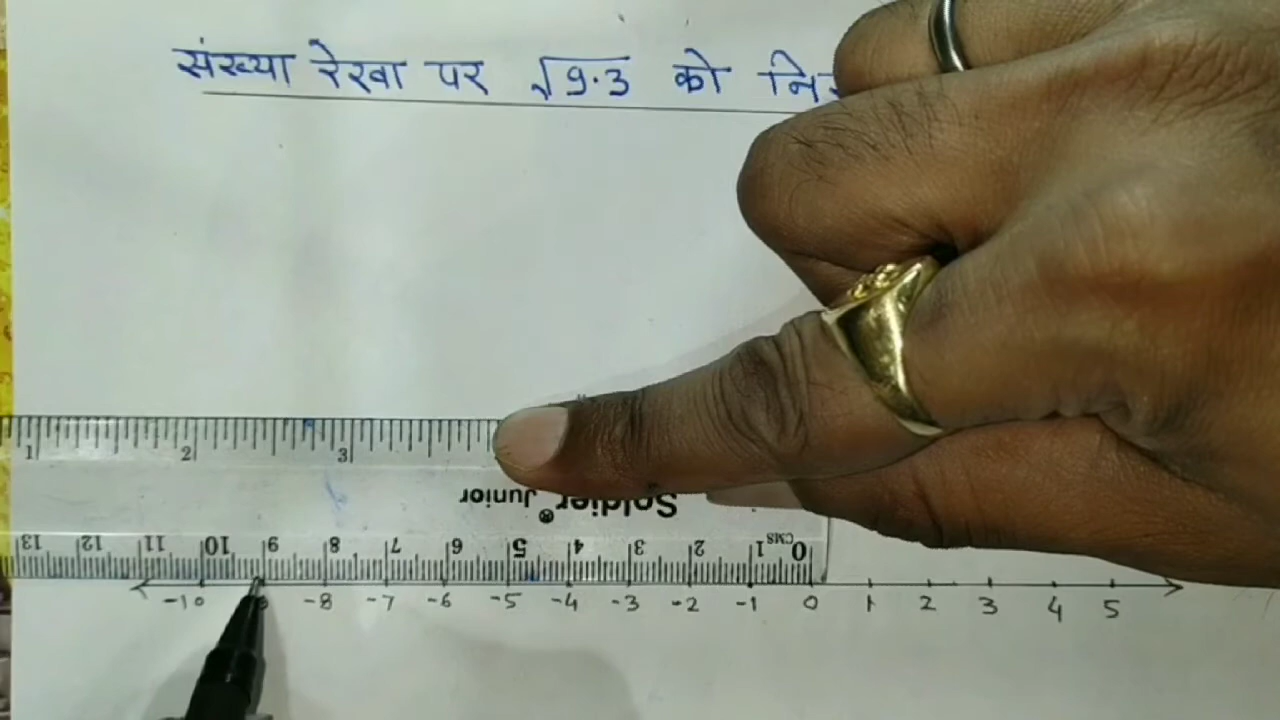 संख्या रेखा पर √9.3 को
1 2 3
Soldier® Junior
13 12 11 10 9 8 7 6 5 4 3 2 1 0 CMS
-10 -8 -7 -6 -5 -4 -3 -2 -1 0 1 2 3 4 5